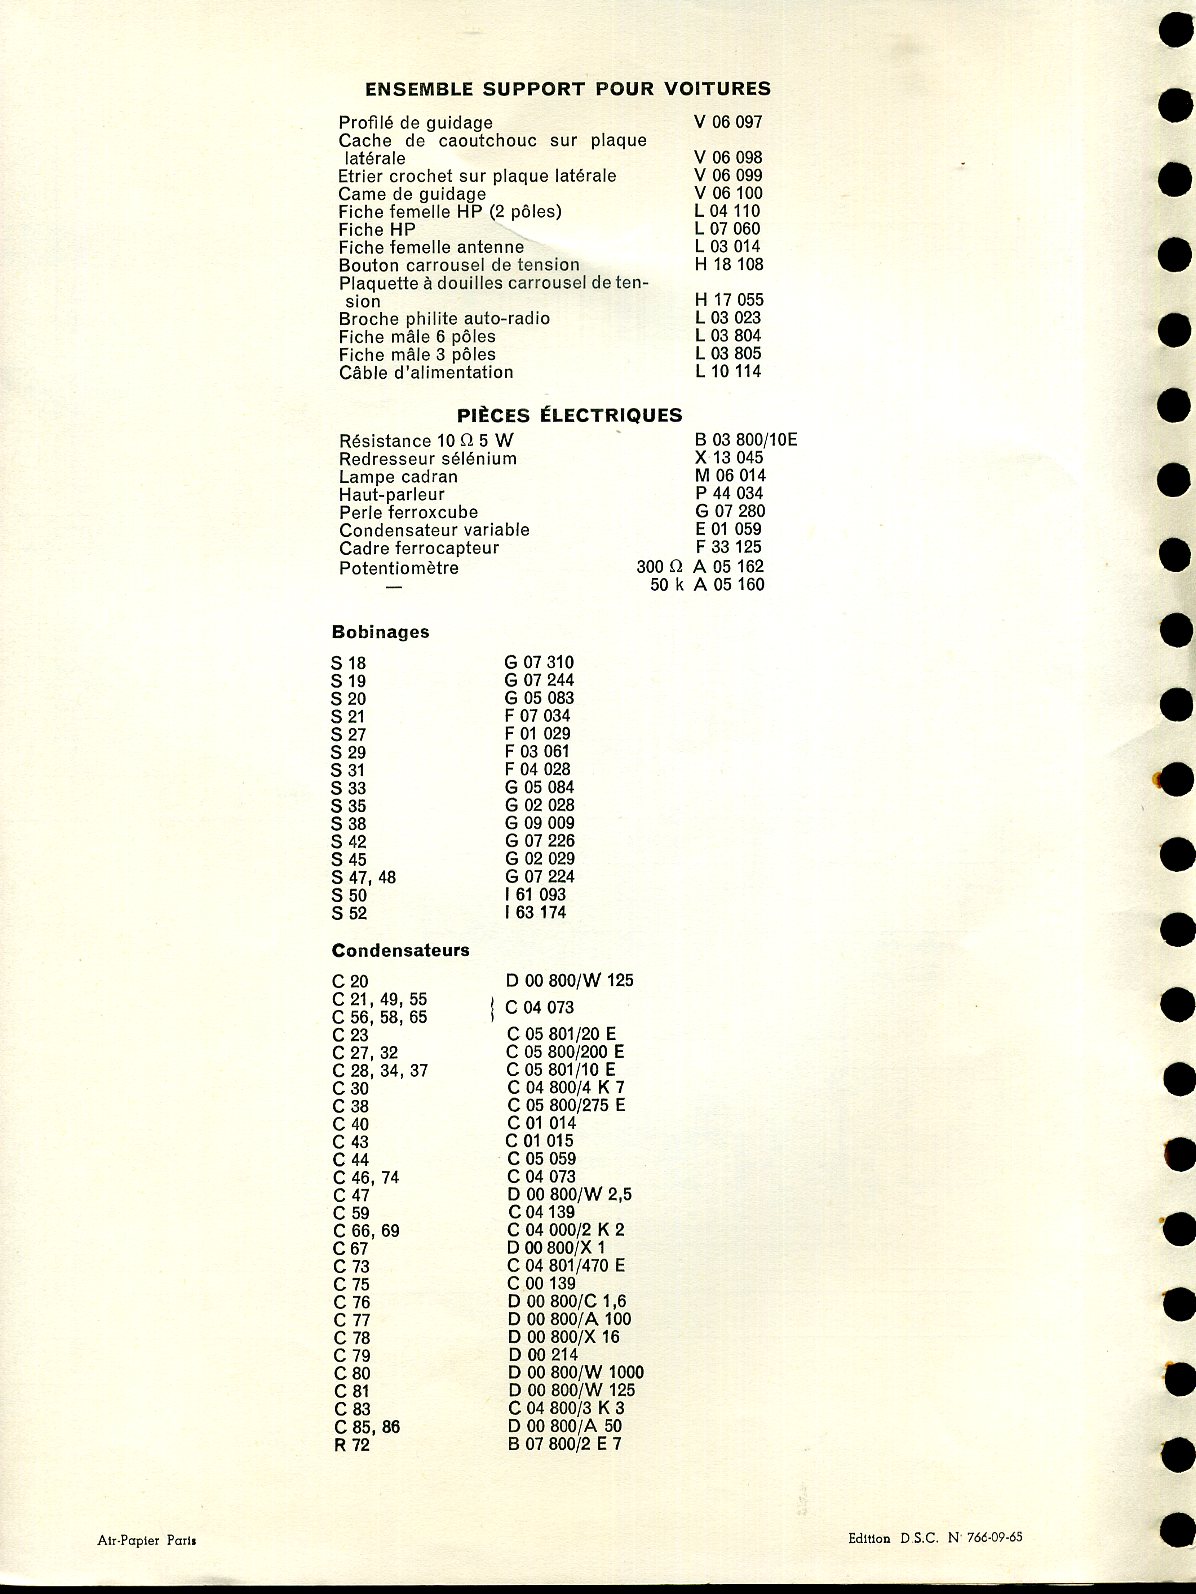 ENSEMBLE SUPPORT POUR VOITURES
Profilé de guidage V 06 097
Cache de caoutchouc sur plaque
latérale V 06 098
Etrier crochet sur plaque latérale V 06 099
Came de guidage V 06 100
Fiche femelle HP (2 pôles) L 04 110
Fiche HP L 07 060
Fiche femelle antenne L 03 014
Bouton carrousel de tension H 18 108
Plaquette à douilles carrousel de ten-
sion H 17 055
Broche philite auto-radio L 03 023
Fiche mâle 6 pôles L 03 804
Fiche mâle 3 pôles L 03 805
Câble d'alimentation L 10 114
PIÈCES ÉLECTRIQUES
Résistance 10 Ω 5 W B 03 800/10E
Redresseur sélénium X 13 045
Lampe cadran M 06 014
Haut-parleur P 44 034
Perle ferroxcube G 07 280
Condensateur variable E 01 059
Cadre ferrocapteur F 33 125
Potentiomètre 300 Ω A 05 162
— 50 k A 05 160
Bobinages
S 18 G 07 310
S 19 G 07 244
S 20 G 05 083
S 21 F 07 034
S 27 F 01 029
S 29 F 03 061
S 31 F 04 028
S 33 G 05 084
S 35 G 02 028
S 38 G 09 009
S 42 G 07 226
S 45 G 02 029
S 47, 48 G 07 224
S 50 I 61 093
S 52 I 63 174
Condensateurs
C 20 D 00 800/W 125
C 21, 49, 55
C 56, 58, 65 } C 04 073
C 23 C 05 801/20 E
C 27, 32 C 05 800/200 E
C 28, 34, 37 C 05 801/10 E
C 30 C 04 800/4 K 7
C 38 C 05 800/275 E
C 40 C 01 014
C 43 C 01 015
C 44 C 05 059
C 46, 74 C 04 073
C 47 D 00 800/W 2,5
C 59 C 04 139
C 66, 69 C 04 000/2 K 2
C 67 D 00 800/X 1
C 73 C 04 801/470 E
C 75 C 00 139
C 76 D 00 800/C 1,6
C 77 D 00 800/A 100
C 78 D 00 800/X 16
C 79 D 00 214
C 80 D 00 800/W 1000
C 81 D 00 800/W 125
C 83 C 04 800/3 K 3
C 85, 86 D 00 800/A 50
R 72 B 07 800/2 E 7
Air-Papier Paris Edition D.S.C. N° 766-09-65